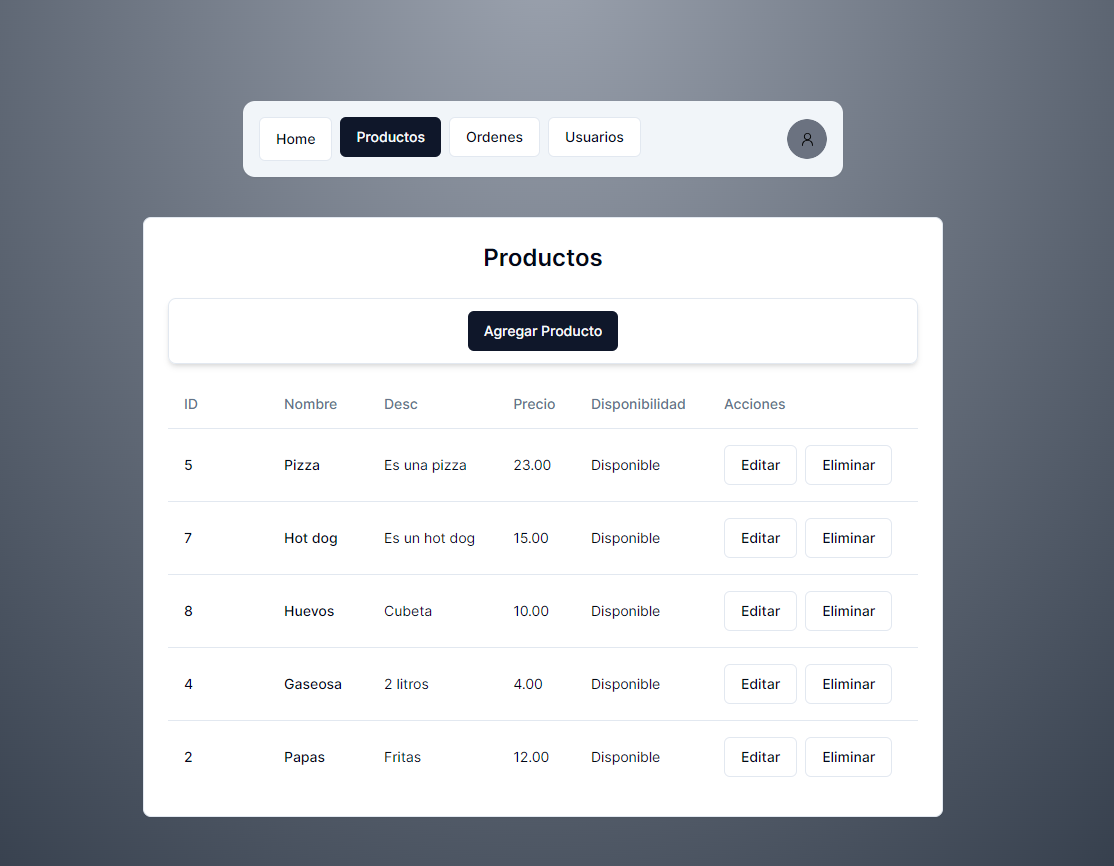 Home Productos Ordenes Usuarios
Productos
Agregar Producto
ID Nombre Desc Precio Disponibilidad Acciones
5 Pizza Es una pizza 23.00 Disponible Editar Eliminar
7 Hot dog Es un hot dog 15.00 Disponible Editar Eliminar
8 Huevos Cubeta 10.00 Disponible Editar Eliminar
4 Gaseosa 2 litros 4.00 Disponible Editar Eliminar
2 Papas Fritas 12.00 Disponible Editar Eliminar